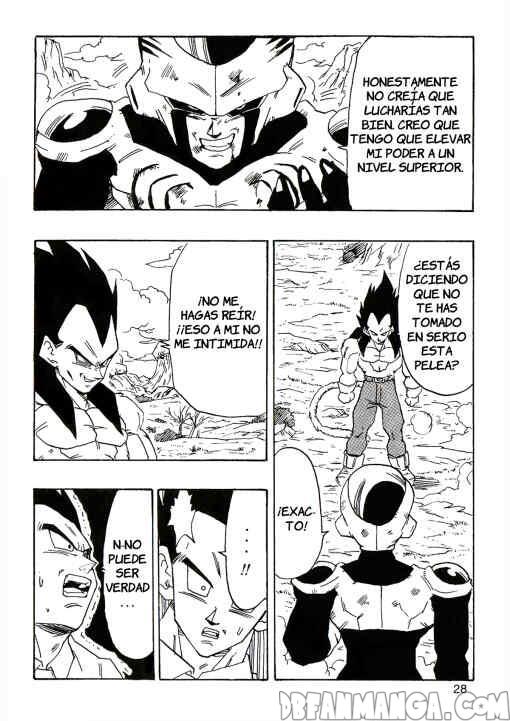 HONESTAMENTE
NO CREÍA QUE
LUCHARÍAS TAN
BIEN. CREO QUE
TENGO QUE ELEVAR
MI PODER A UN
NIVEL SUPERIOR.
¿ESTÁS
DICIENDO
QUE NO
TE HAS
TOMADO
EN SERIO
ESTA
PELEA?
¡EXAC-
TO!
¡NO ME
HAGAS REÍR!
¡¡ESO A MI NO
ME INTIMIDA!!
...!!
N-NO
PUEDE
SER
VERDAD
...
28
DBFANMANGA.COM